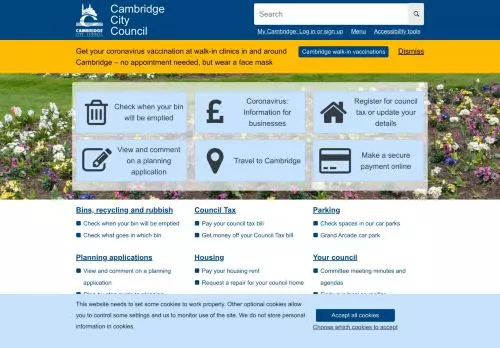 CAMBRIDGE
CITY COUNCIL
Cambridge
City
Council
Search
My Cambridge: Log in or sign up
Menu
Accessibility tools
Get your coronavirus vaccination at walk-in clinics in and around
Cambridge – no appointment needed, but wear a face mask
Cambridge walk-in vaccinations
Dismiss
Check when your bin
will be emptied
Coronavirus:
Information for
businesses
Register for council
tax or update your
details
View and comment
on a planning
application
Travel to Cambridge
Make a secure
payment online
Bins, recycling and rubbish
Check when your bin will be emptied
Check what goes in which bin
Council Tax
Pay your council tax bill
Get money off your Council Tax bill
Parking
Check spaces in our car parks
Grand Arcade car park
Planning applications
View and comment on a planning
application
Housing
Pay your housing rent
Request a repair for your council home
Your council
Committee meeting minutes and
agendas
This website needs to set some cookies to work properly. Other optional cookies allow
you to control some settings and us to monitor use of the site. We do not store personal
information in cookies.
Accept all cookies
Choose which cookies to accept